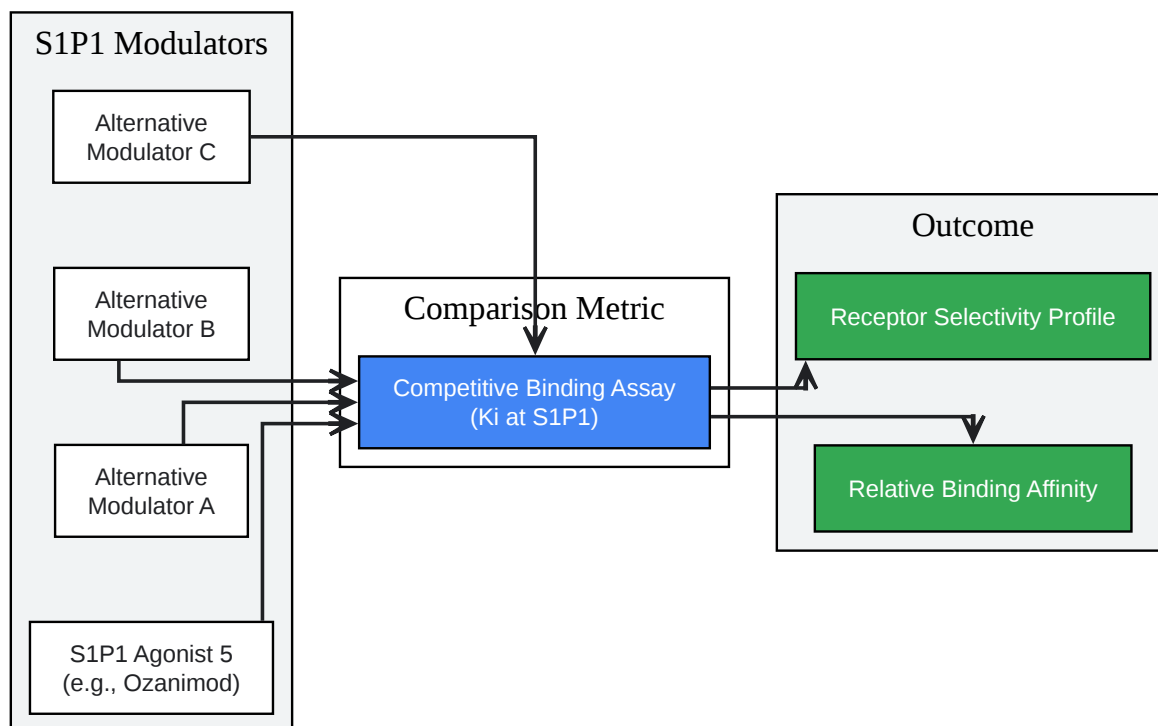 S1P1 Modulators
Alternative
Modulator C
Alternative
Modulator B
Alternative
Modulator A
S1P1 Agonist 5
(e.g., Ozanimod)
Comparison Metric
Competitive Binding Assay
(Ki at S1P1)
Outcome
Receptor Selectivity Profile
Relative Binding Affinity